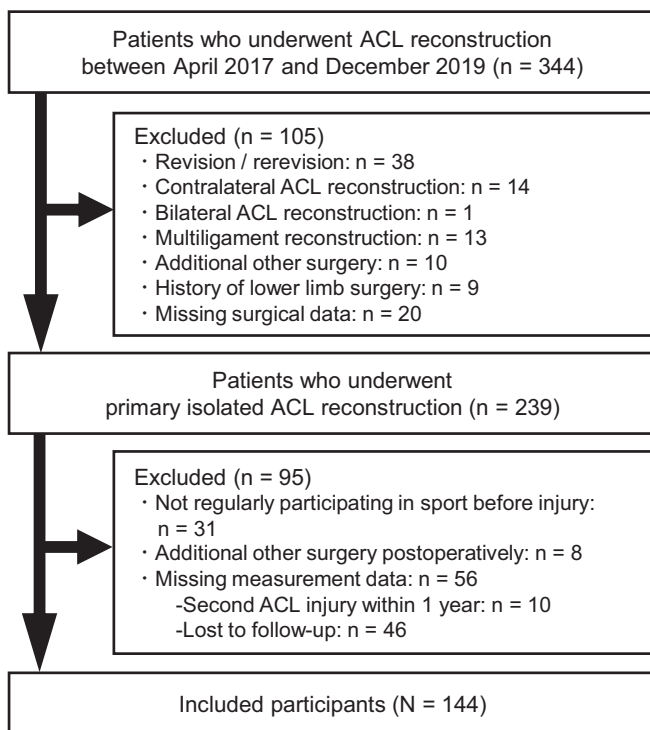 Patients who underwent ACL reconstruction
between April 2017 and December 2019 (n = 344)
Excluded (n = 105)
・Revision / rerevision: n = 38
・Contralateral ACL reconstruction: n = 14
・Bilateral ACL reconstruction: n = 1
・Multiligament reconstruction: n = 13
・Additional other surgery: n = 10
・History of lower limb surgery: n = 9
・Missing surgical data: n = 20
Patients who underwent
primary isolated ACL reconstruction (n = 239)
Excluded (n = 95)
・Not regularly participating in sport before injury:
n = 31
・Additional other surgery postoperatively: n = 8
・Missing measurement data: n = 56
-Second ACL injury within 1 year: n = 10
-Lost to follow-up: n = 46
Included participants (N = 144)